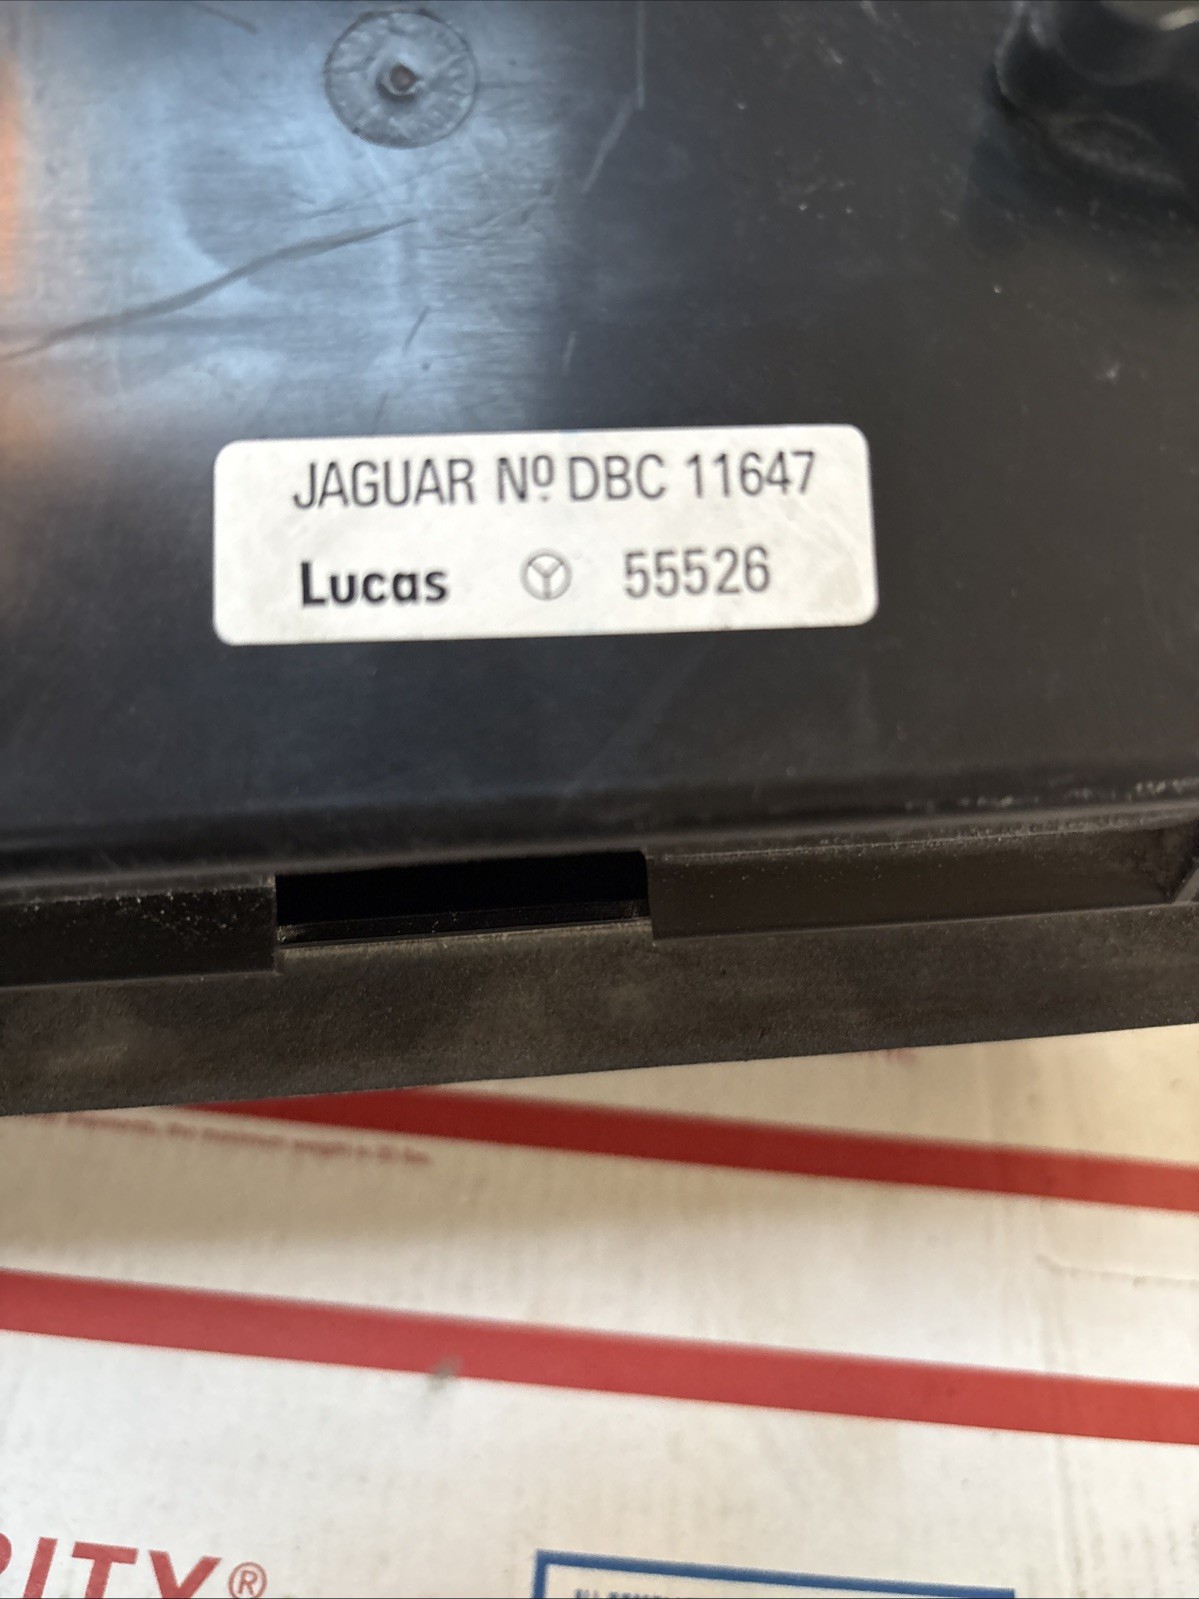 JAGUAR Nº DBC 11647
Lucas 55526
®